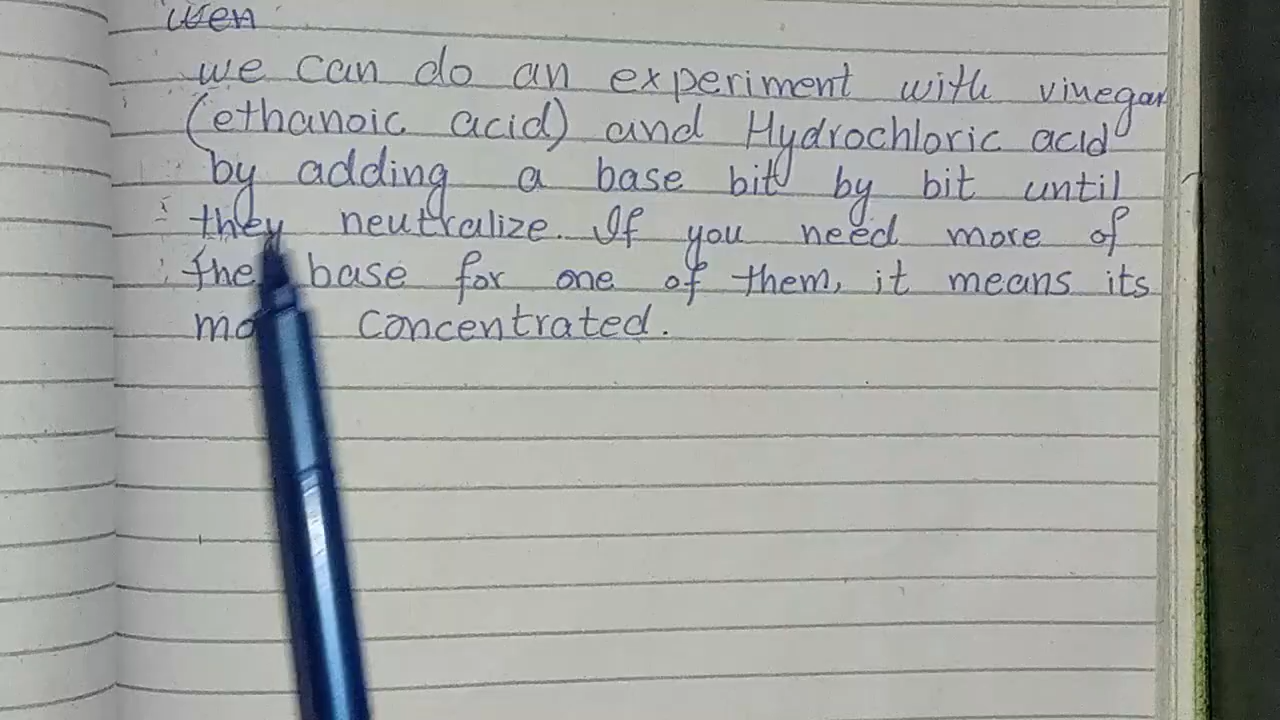 wen
we can do an experiment with vinegar
(ethanoic acid) and Hydrochloric acid
by adding a base bit by bit until
they neutralize. If you need more of
the base for one of them, it means its
concentrated.